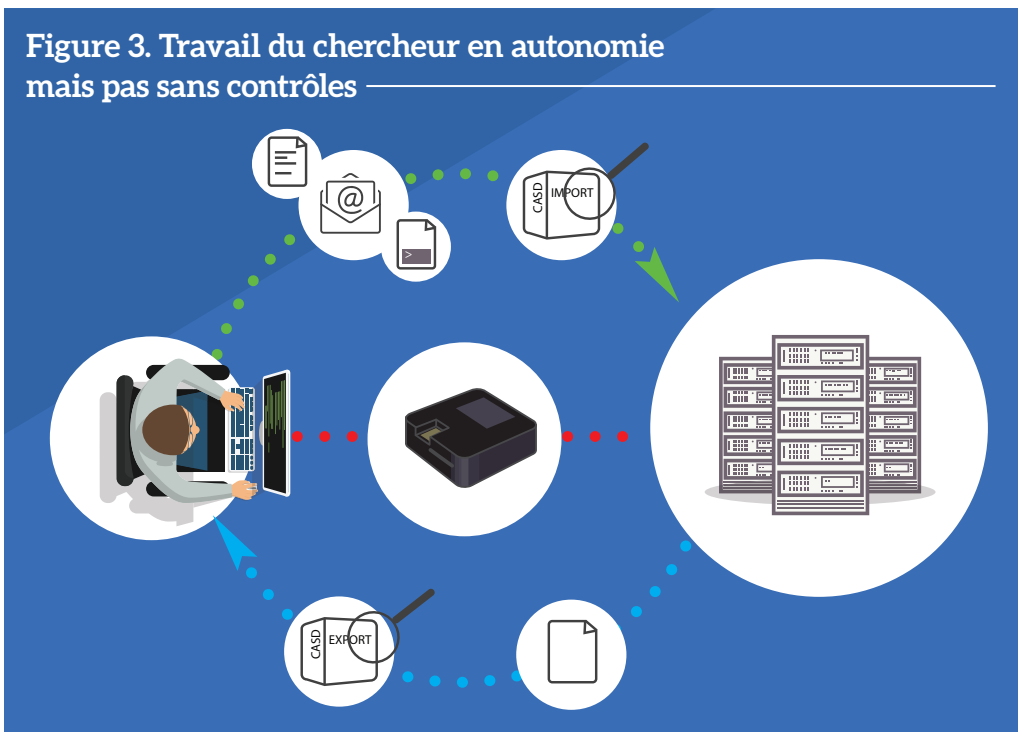 Figure 3. Travail du chercheur en autonomie
mais pas sans contrôles
@
>
CASD
IMPORT
CASD
EXPORT